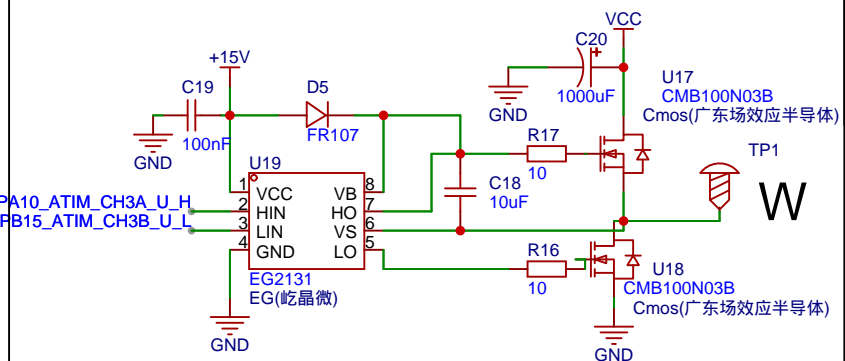 VCC
C20
+15V
1000uF
GND
U17
CMB100N03B
Cmos(广东场效应半导体)
C19
D5
100nF
FR107
GND
R17
10
TP1
W
U19
PA10_ATIM_CH3A_U_H
PB15_ATIM_CH3B_U_L
1 VCC VB 8
2 HIN HO 7
3 LIN VS 6
4 GND LO 5
EG2131
EG(屹晶微)
C18
10uF
R16
10
U18
CMB100N03B
Cmos(广东场效应半导体)
GND
GND